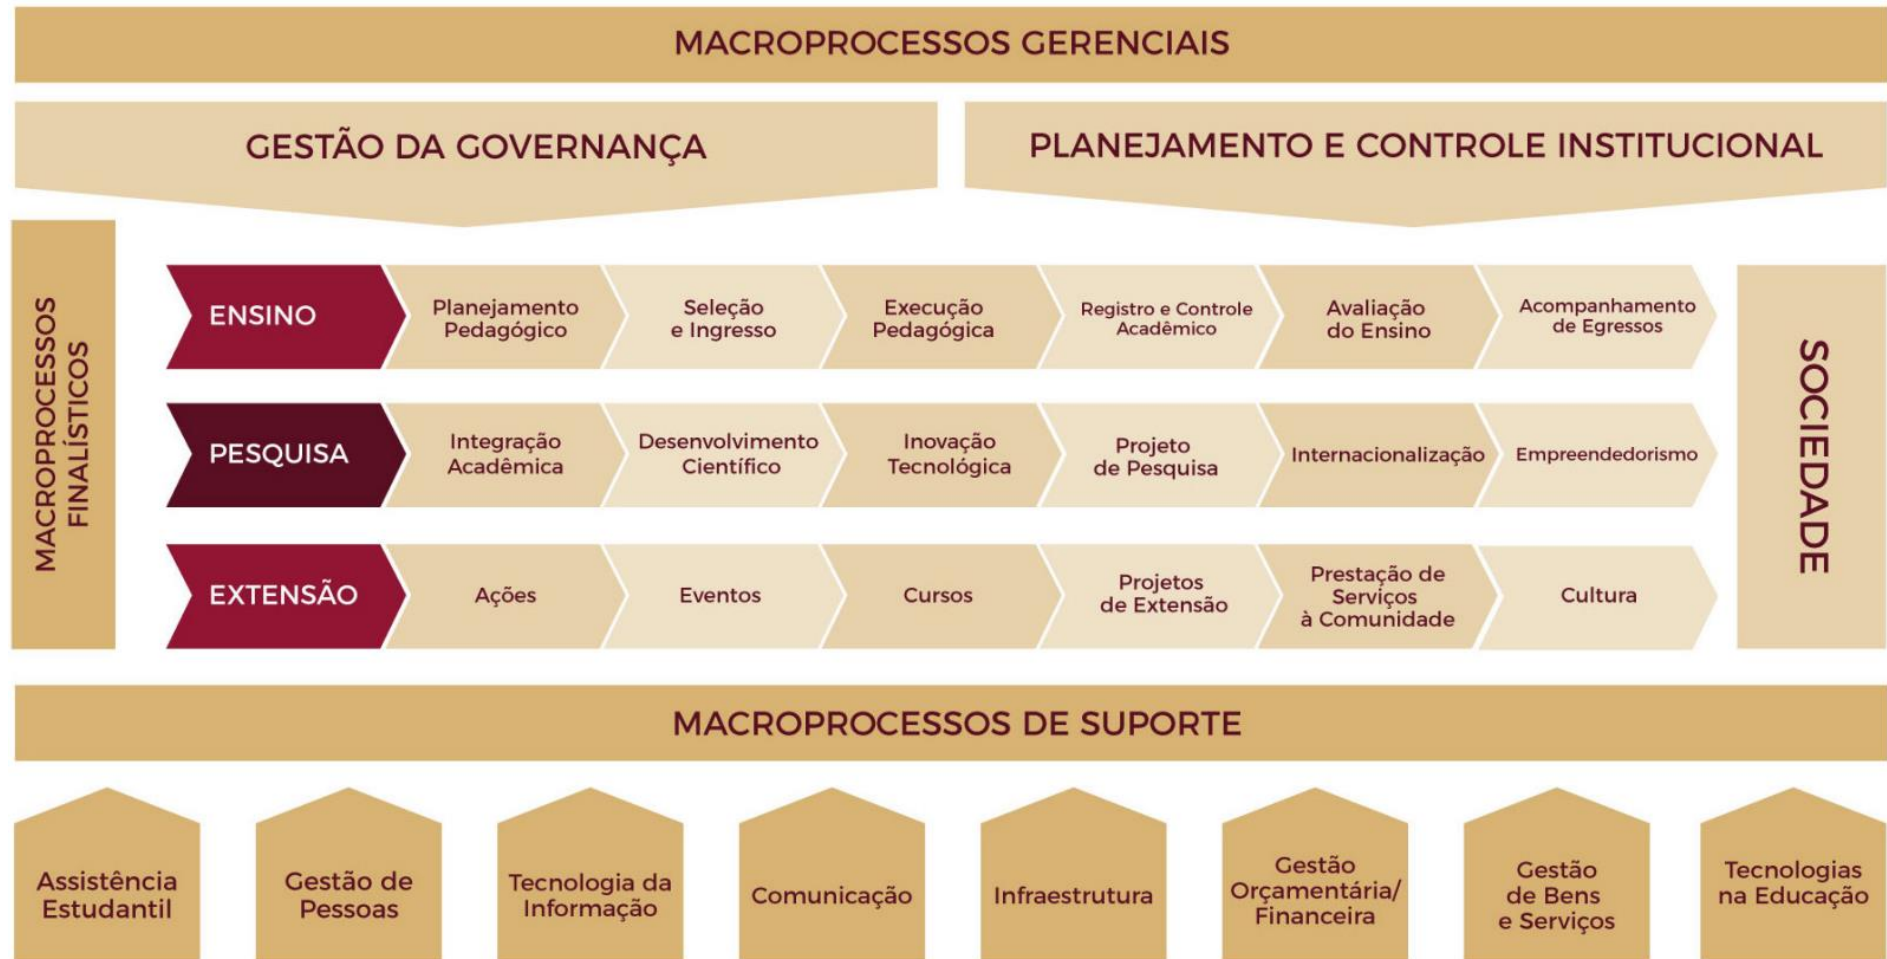 MACROPROCESSOS GERENCIAIS
GESTÃO DA GOVERNANÇA
PLANEJAMENTO E CONTROLE INSTITUCIONAL
MACROPROCESSOS
FINALÍSTICOS
ENSINO
Planejamento
Pedagógico
Seleção
e Ingresso
Execução
Pedagógica
Registro e Controle
Acadêmico
Avaliação
do Ensino
Acompanhamento
de Egressos
PESQUISA
Integração
Acadêmica
Desenvolvimento
Científico
Inovação
Tecnológica
Projeto
de Pesquisa
Internacionalização
Empreendedorismo
EXTENSÃO
Ações
Eventos
Cursos
Projetos
de Extensão
Prestação de
Serviços
à Comunidade
Cultura
SOCIEDADE
MACROPROCESSOS DE SUPORTE
Assistência
Estudantil
Gestão de
Pessoas
Tecnologia da
Informação
Comunicação
Infraestrutura
Gestão
Orçamentária/
Financeira
Gestão
de Bens
e Serviços
Tecnologias
na Educação